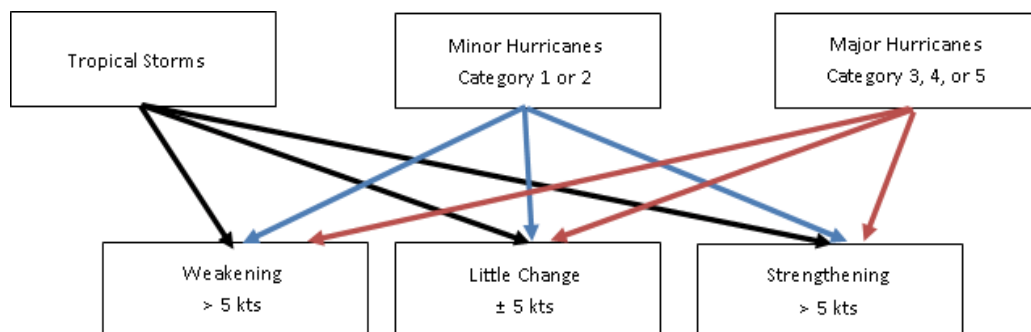 Tropical Storms
Minor Hurricanes
Category 1 or 2
Major Hurricanes
Category 3, 4, or 5
Weakening
> 5 kts
Little Change
± 5 kts
Strengthening
> 5 kts